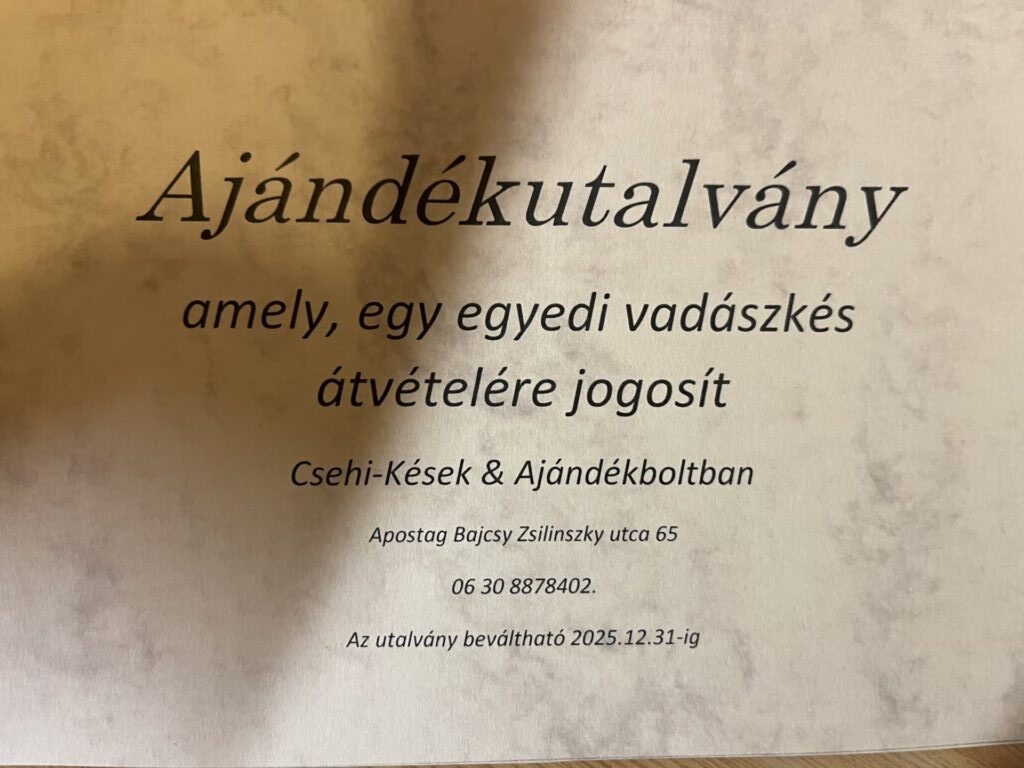 Ajándékutalvány
amely, egy egyedi vadászkés
átvételére jogosít
Csehi-Kések & Ajándékboltban
Apostag Bajcsy Zsilinszky utca 65
06 30 8878402.
Az utalvány beváltható 2025.12.31-ig